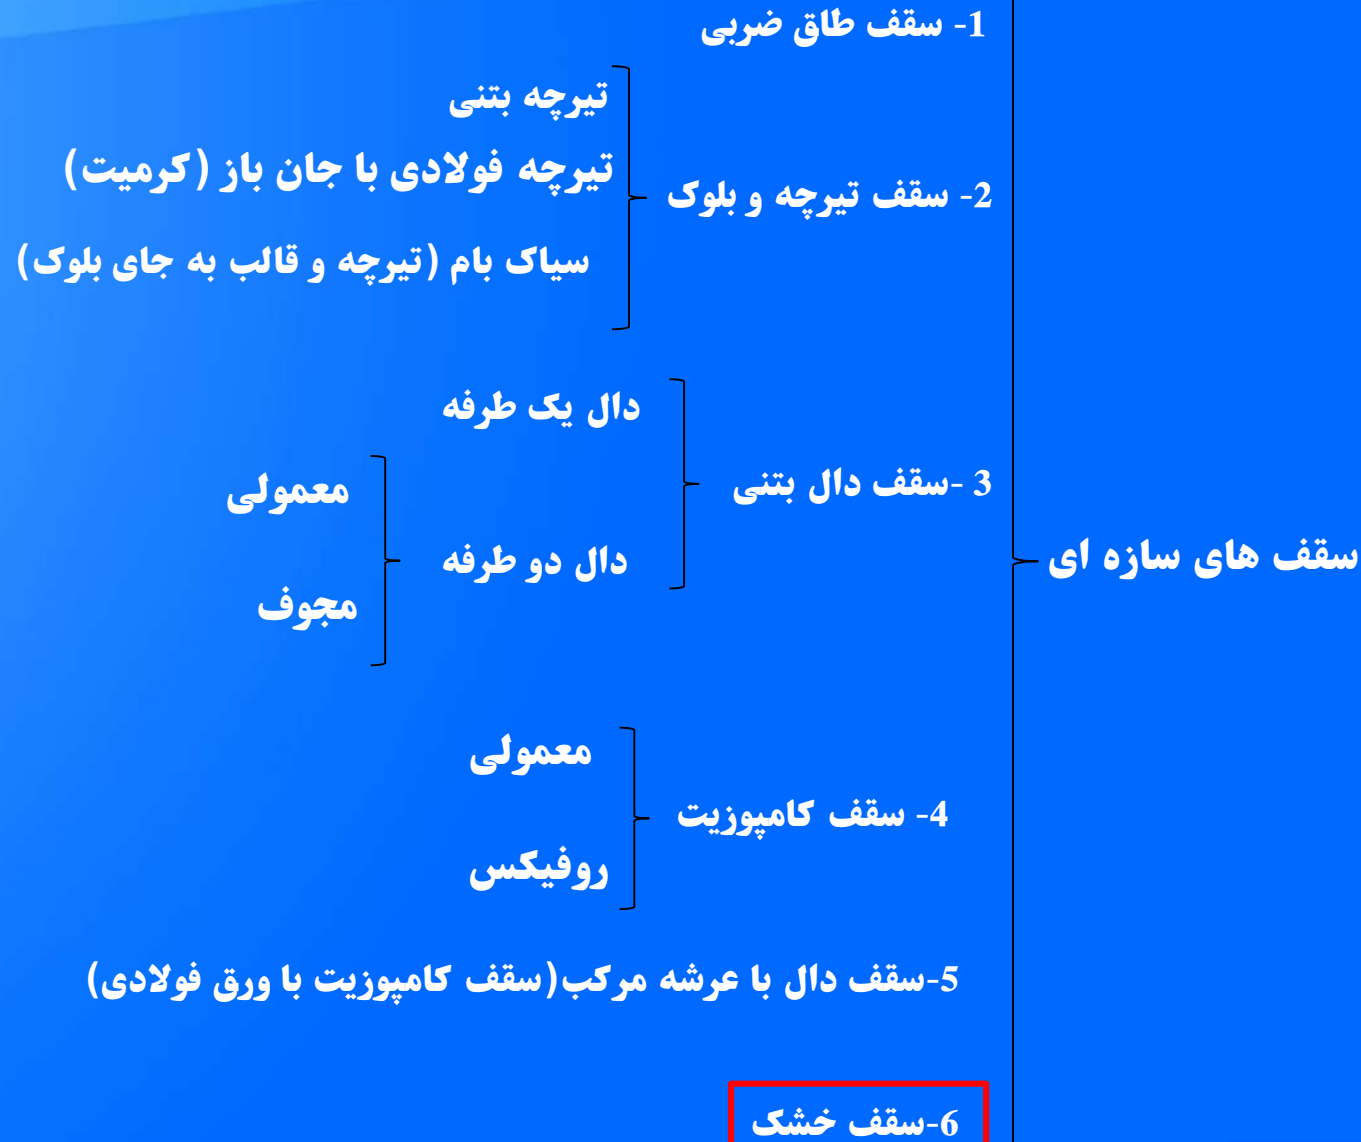 سقف های سازه ای
1- سقف طاق ضربی
2- سقف تیرچه و بلوک
تیرچه بتنی
تیرچه فولادی با جان باز (کرمیت)
سیاک بام (تیرچه و قالب به جای بلوک)
3 -سقف دال بتنی
دال یک طرفه
دال دو طرفه
معمولی
مجوف
4- سقف کامپوزیت
معمولی
روفیکس
5-سقف دال با عرشه مرکب(سقف کامپوزیت با ورق فولادی)
6-سقف خشک